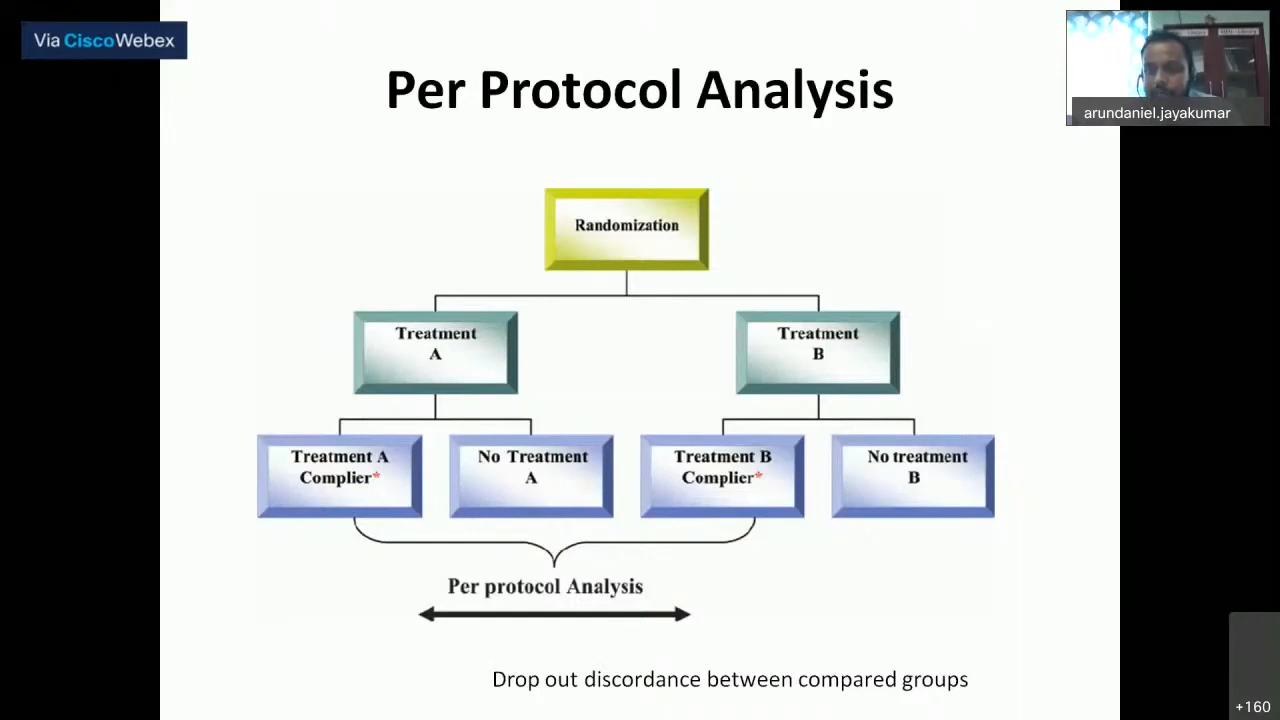 Via CiscoWebex
Per Protocol Analysis
arundaniel.jayakumar
Randomization
Treatment
A
Treatment
B
Treatment A
Complier*
No Treatment
A
Treatment B
Complier*
No treatment
B
Per protocol Analysis
Drop out discordance between compared groups
+160